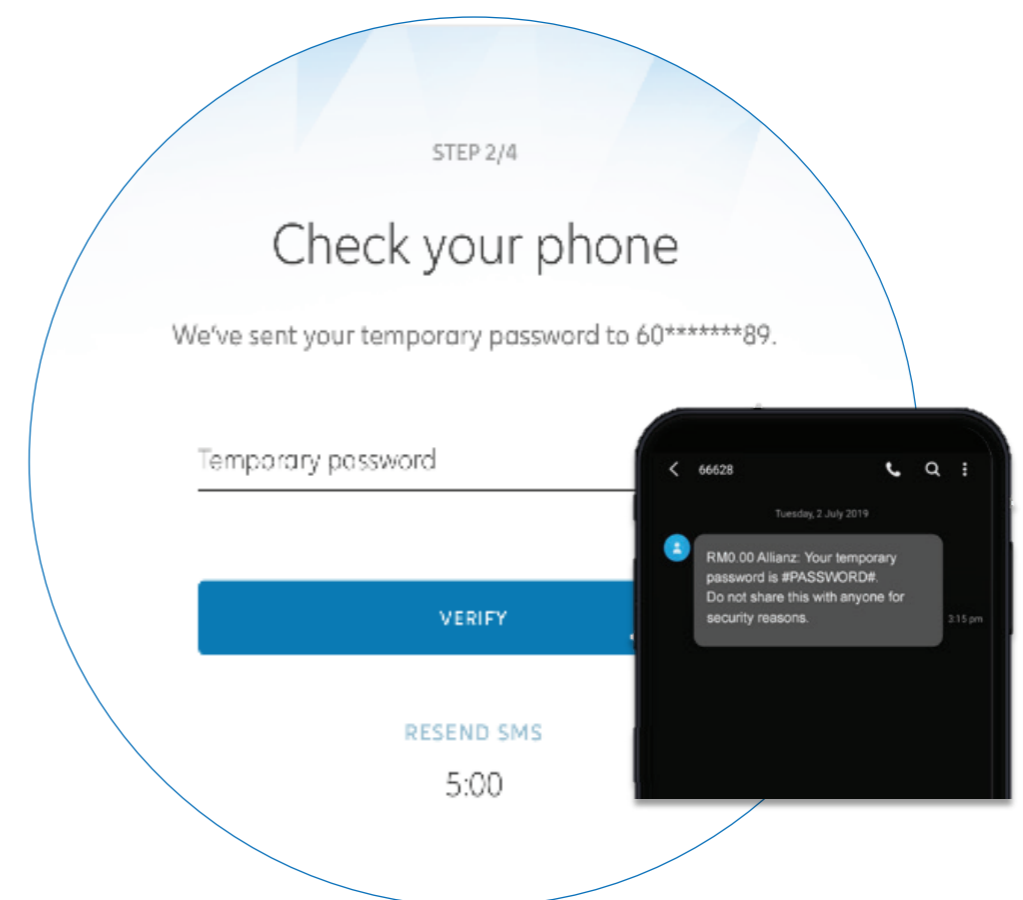 STEP 2/4
Check your phone
We've sent your temporary password to 60*******89.
Temporary password
VERIFY
RESEND SMS
5:00
66628
Tuesday, 2 July 2019
RM0.00 Allianz: Your temporary
password is #PASSWORD#.
Do not share this with anyone for
security reasons.
3:15 pm